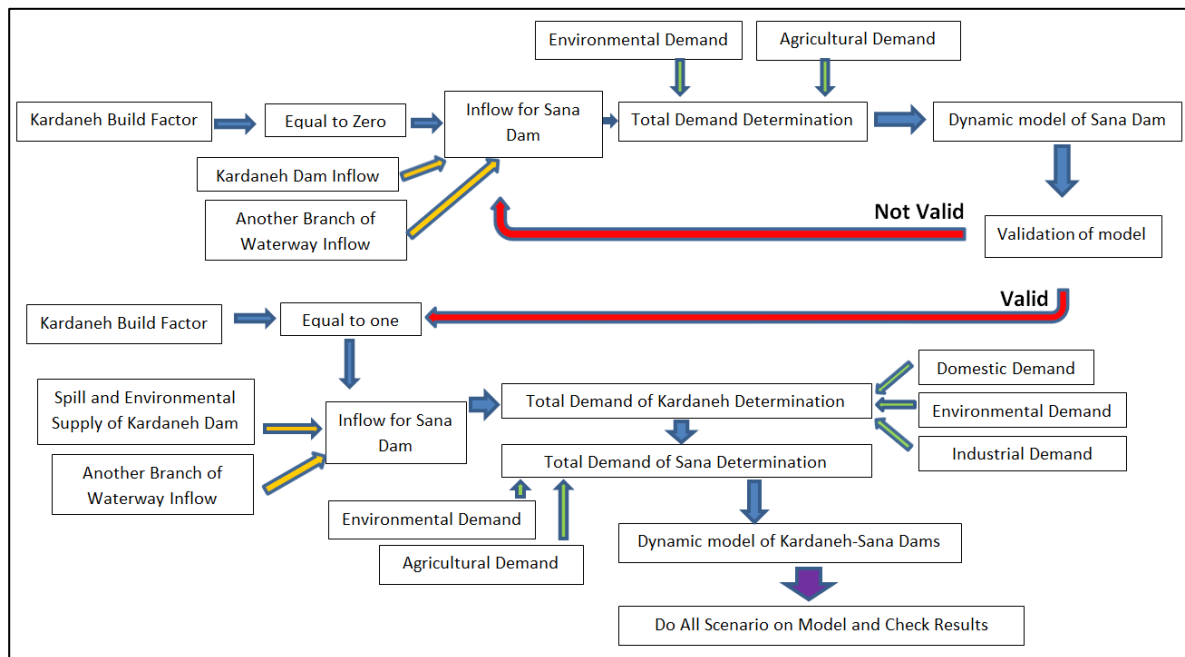 Environmental Demand
Agricultural Demand
Kardaneh Build Factor
Equal to Zero
Inflow for Sana
Dam
Total Demand Determination
Dynamic model of Sana Dam
Kardaneh Dam Inflow
Another Branch of
Waterway Inflow
Not Valid
Validation of model
Valid
Kardaneh Build Factor
Equal to one
Spill and Environmental
Supply of Kardaneh Dam
Another Branch of
Waterway Inflow
Inflow for Sana
Dam
Total Demand of Kardaneh Determination
Domestic Demand
Environmental Demand
Industrial Demand
Total Demand of Sana Determination
Environmental Demand
Agricultural Demand
Dynamic model of Kardaneh-Sana Dams
Do All Scenario on Model and Check Results